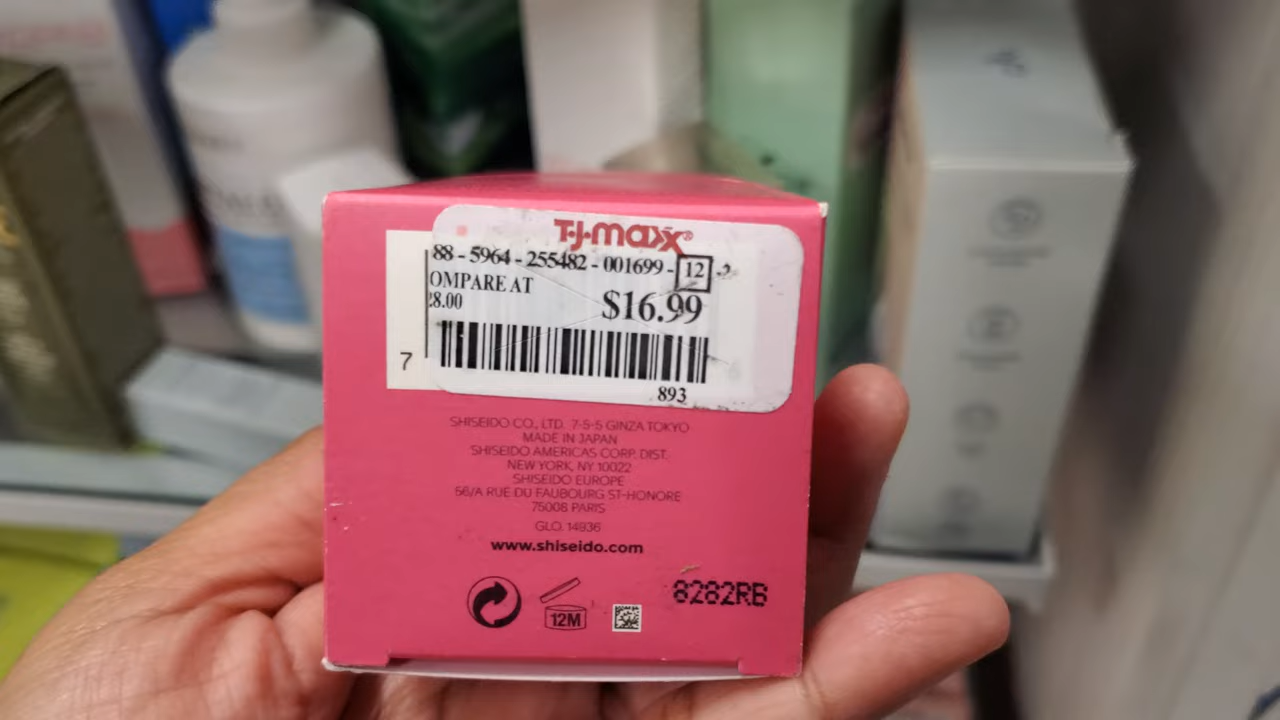 T·J·maxx®
88 - 5964 - 255482 - 001699 - 12 - 2
OMPARE AT
28.00
$16.99
7
6
893
SHISEIDO CO., LTD. 7-5-5 GINZA TOKYO
MADE IN JAPAN
SHISEIDO AMERICAS CORP. DIST.
NEW YORK, NY 10022
SHISEIDO EUROPE
56/A RUE DU FAUBOURG ST-HONORE
75008 PARIS
GLO. 14936
www.shiseido.com
12M
8282RB